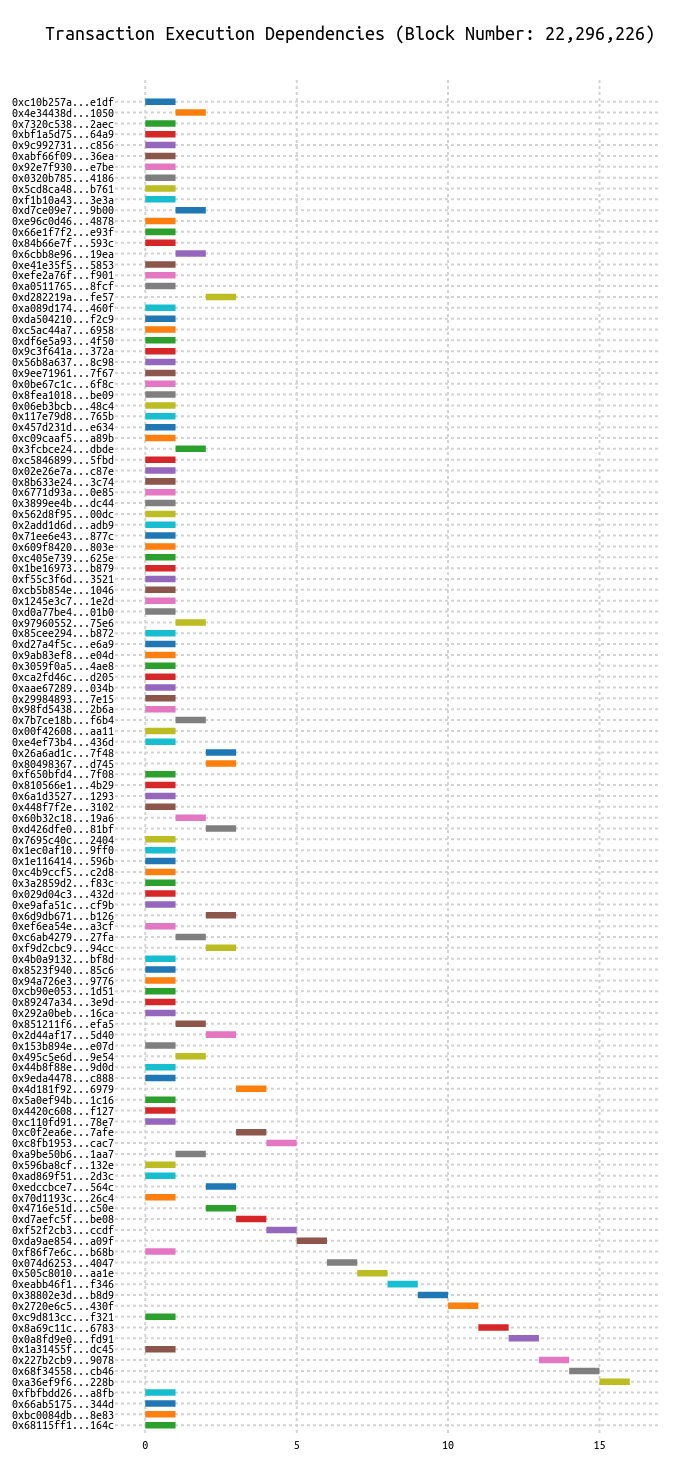 Transaction Execution Dependencies (Block Number: 22,296,226)
0xc10b257a...e1df
0x4e34438d...1050
0x7320c538...2aec
0xbf1a5d75...64a9
0x9c992731...c856
0xabf66f09...36ea
0x92e7f930...e7be
0x0320b785...4186
0x5cd8ca48...b761
0xf1b10a43...3e3a
0xd7ce09e7...9b00
0xe96c0d46...4878
0x66e1f7f2...e93f
0x84b66e7f...593c
0x6cbb8e96...19ea
0xe41e35f5...5853
0xefe2a76f...f901
0xa0511765...8fcf
0xd282219a...fe57
0xa089d174...460f
0xda504210...f2c9
0xc5ac44a7...6958
0xdf6e5a93...4f50
0x9c3f641a...372a
0x56b8a637...8c98
0x9ee71961...7f67
0x0be67c1c...6f8c
0x8fea1018...be09
0x06eb3bcb...48c4
0x117e79d8...765b
0x457d231d...e634
0xc09caaf5...a89b
0x3fcbce24...dbde
0xc5846899...5fbd
0x02e26e7a...c87e
0x8b633e24...3c74
0x6771d93a...0e85
0x3899ee4b...dc44
0x562d8f95...00dc
0x2add1d6d...adb9
0x71ee6e43...877c
0x609f8420...803e
0xc405e739...625e
0x1be16973...b879
0xf55c3f6d...3521
0xcb5b854e...1046
0x1245e3c7...1e2d
0xd0a77be4...01b0
0x97960552...75e6
0x85cee294...b872
0xd27a4f5c...e6a9
0x9ab83ef8...e04d
0x3059f0a5...4ae8
0xca2fd46c...d205
0xaae67289...034b
0x29984893...7e15
0x98fd5438...2b6a
0x7b7ce18b...f6b4
0x00f42608...aa11
0xe4ef73b4...436d
0x26a6ad1c...7f48
0x80498367...d745
0xf650bfd4...7f08
0x810566e1...4b29
0x6a1d3527...1293
0x448f7f2e...3102
0x60b32c18...19a6
0xd426dfe0...81bf
0x7695c40c...2404
0x1ec0af10...9ff0
0x1e116414...596b
0xc4b9ccf5...c2d8
0x3a2859d2...f83c
0x029d04c3...432d
0xe9afa51c...cf9b
0x6d9db671...b126
0xef6ea54e...a3cf
0xc6ab4279...27fa
0xf9d2cbc9...94cc
0x4b0a9132...bf8d
0x8523f940...85c6
0x94a726e3...9776
0xcb90e053...1d51
0x89247a34...3e9d
0x292a0beb...16ca
0x851211f6...efa5
0x2d44af17...5d40
0x153b894e...e07d
0x495c5e6d...9e54
0x44b8f88e...9d0d
0x9eda4478...c888
0x4d181f92...6979
0x5a0ef94b...1c16
0x4420c608...f127
0xc110fd91...78e7
0xc0f2ea6e...7afe
0xc8fb1953...cac7
0xa9be50b6...1aa7
0x596ba8cf...132e
0xad869f51...2d3c
0xedccbce7...564c
0x70d1193c...26c4
0x4716e51d...c50e
0xd7aefc5f...be08
0xf52f2cb3...ccdf
0xda9ae854...a09f
0xf86f7e6c...b68b
0x074d6253...4047
0x505c8010...aa1e
0xeabb46f1...f346
0x38802e3d...b8d9
0x2720e6c5...430f
0xc9d813cc...f321
0x8a69c11c...6783
0x0a8fd9e0...fd91
0x1a31455f...dc45
0x227b2cb9...9078
0x68f34558...cb46
0xa36ef9f6...228b
0xfbfbdd26...a8fb
0x66ab5175...344d
0xbc0084db...8e83
0x68115ff1...164c
0 5 10 15